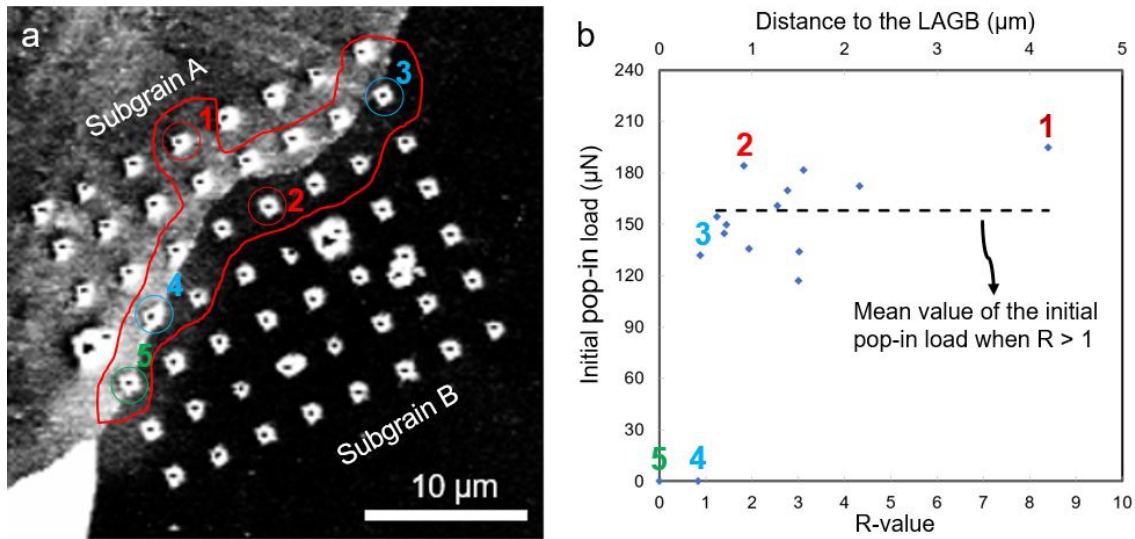 a
Subgrain A
1
3
2
4
5
Subgrain B
10 µm
b
Distance to the LAGB (µm)
0 1 2 3 4 5
Initial pop-in load (µN)
240
210
180
150
120
90
60
30
0
1
2
3
5 4
Mean value of the initial
pop-in load when R > 1
0 1 2 3 4 5 6 7 8 9 10
R-value